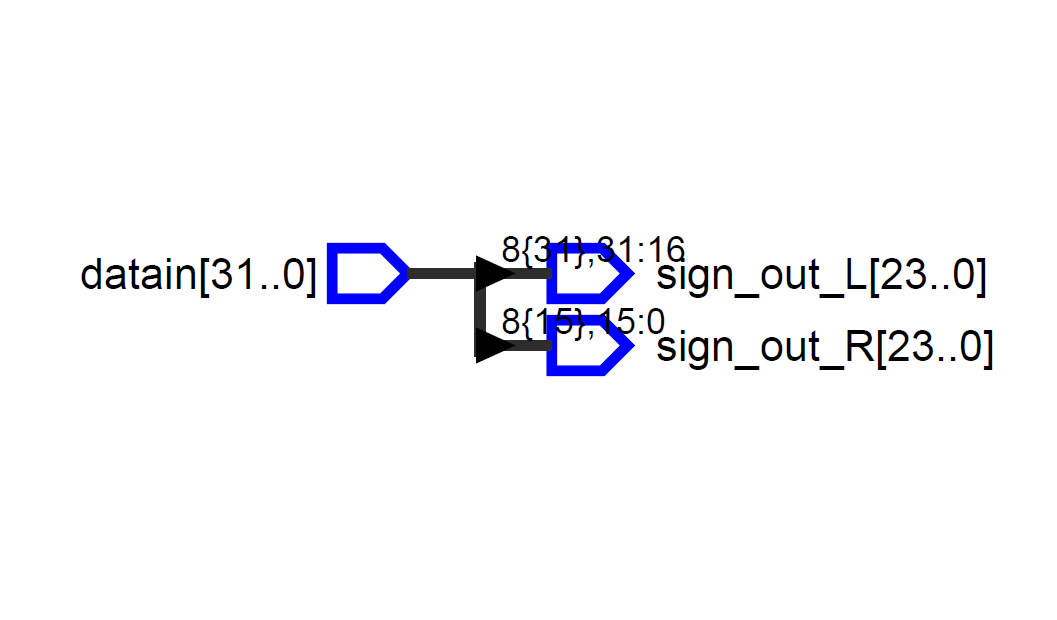 8{31},31:16
datain[31..0]
sign_out_L[23..0]
8{15},15:0
sign_out_R[23..0]